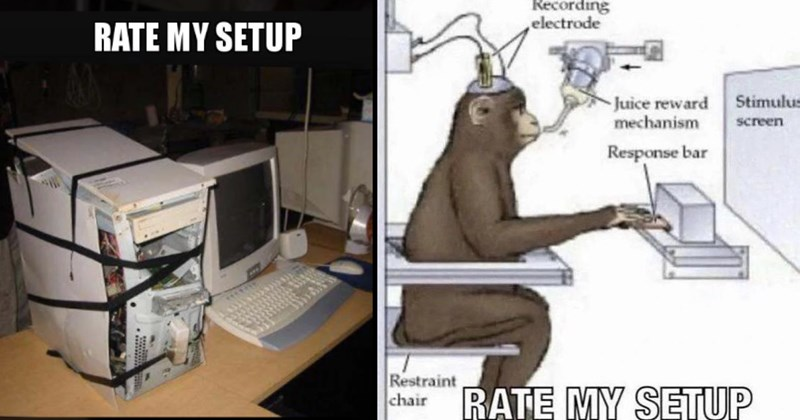 RATE MY SETUP
Recording
electrode
Juice reward
mechanism
Stimulus
screen
Response bar
Restraint
chair
RATE MY SETUP